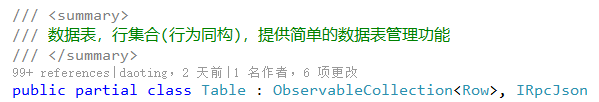 /// <summary>
/// 数据表，行集合(行为同构)，提供简单的数据表管理功能
/// </summary>
99+ references|daoting，2 天前|1 名作者，6 项更改
public partial class Table : ObservableCollection<Row>, IRpcJson